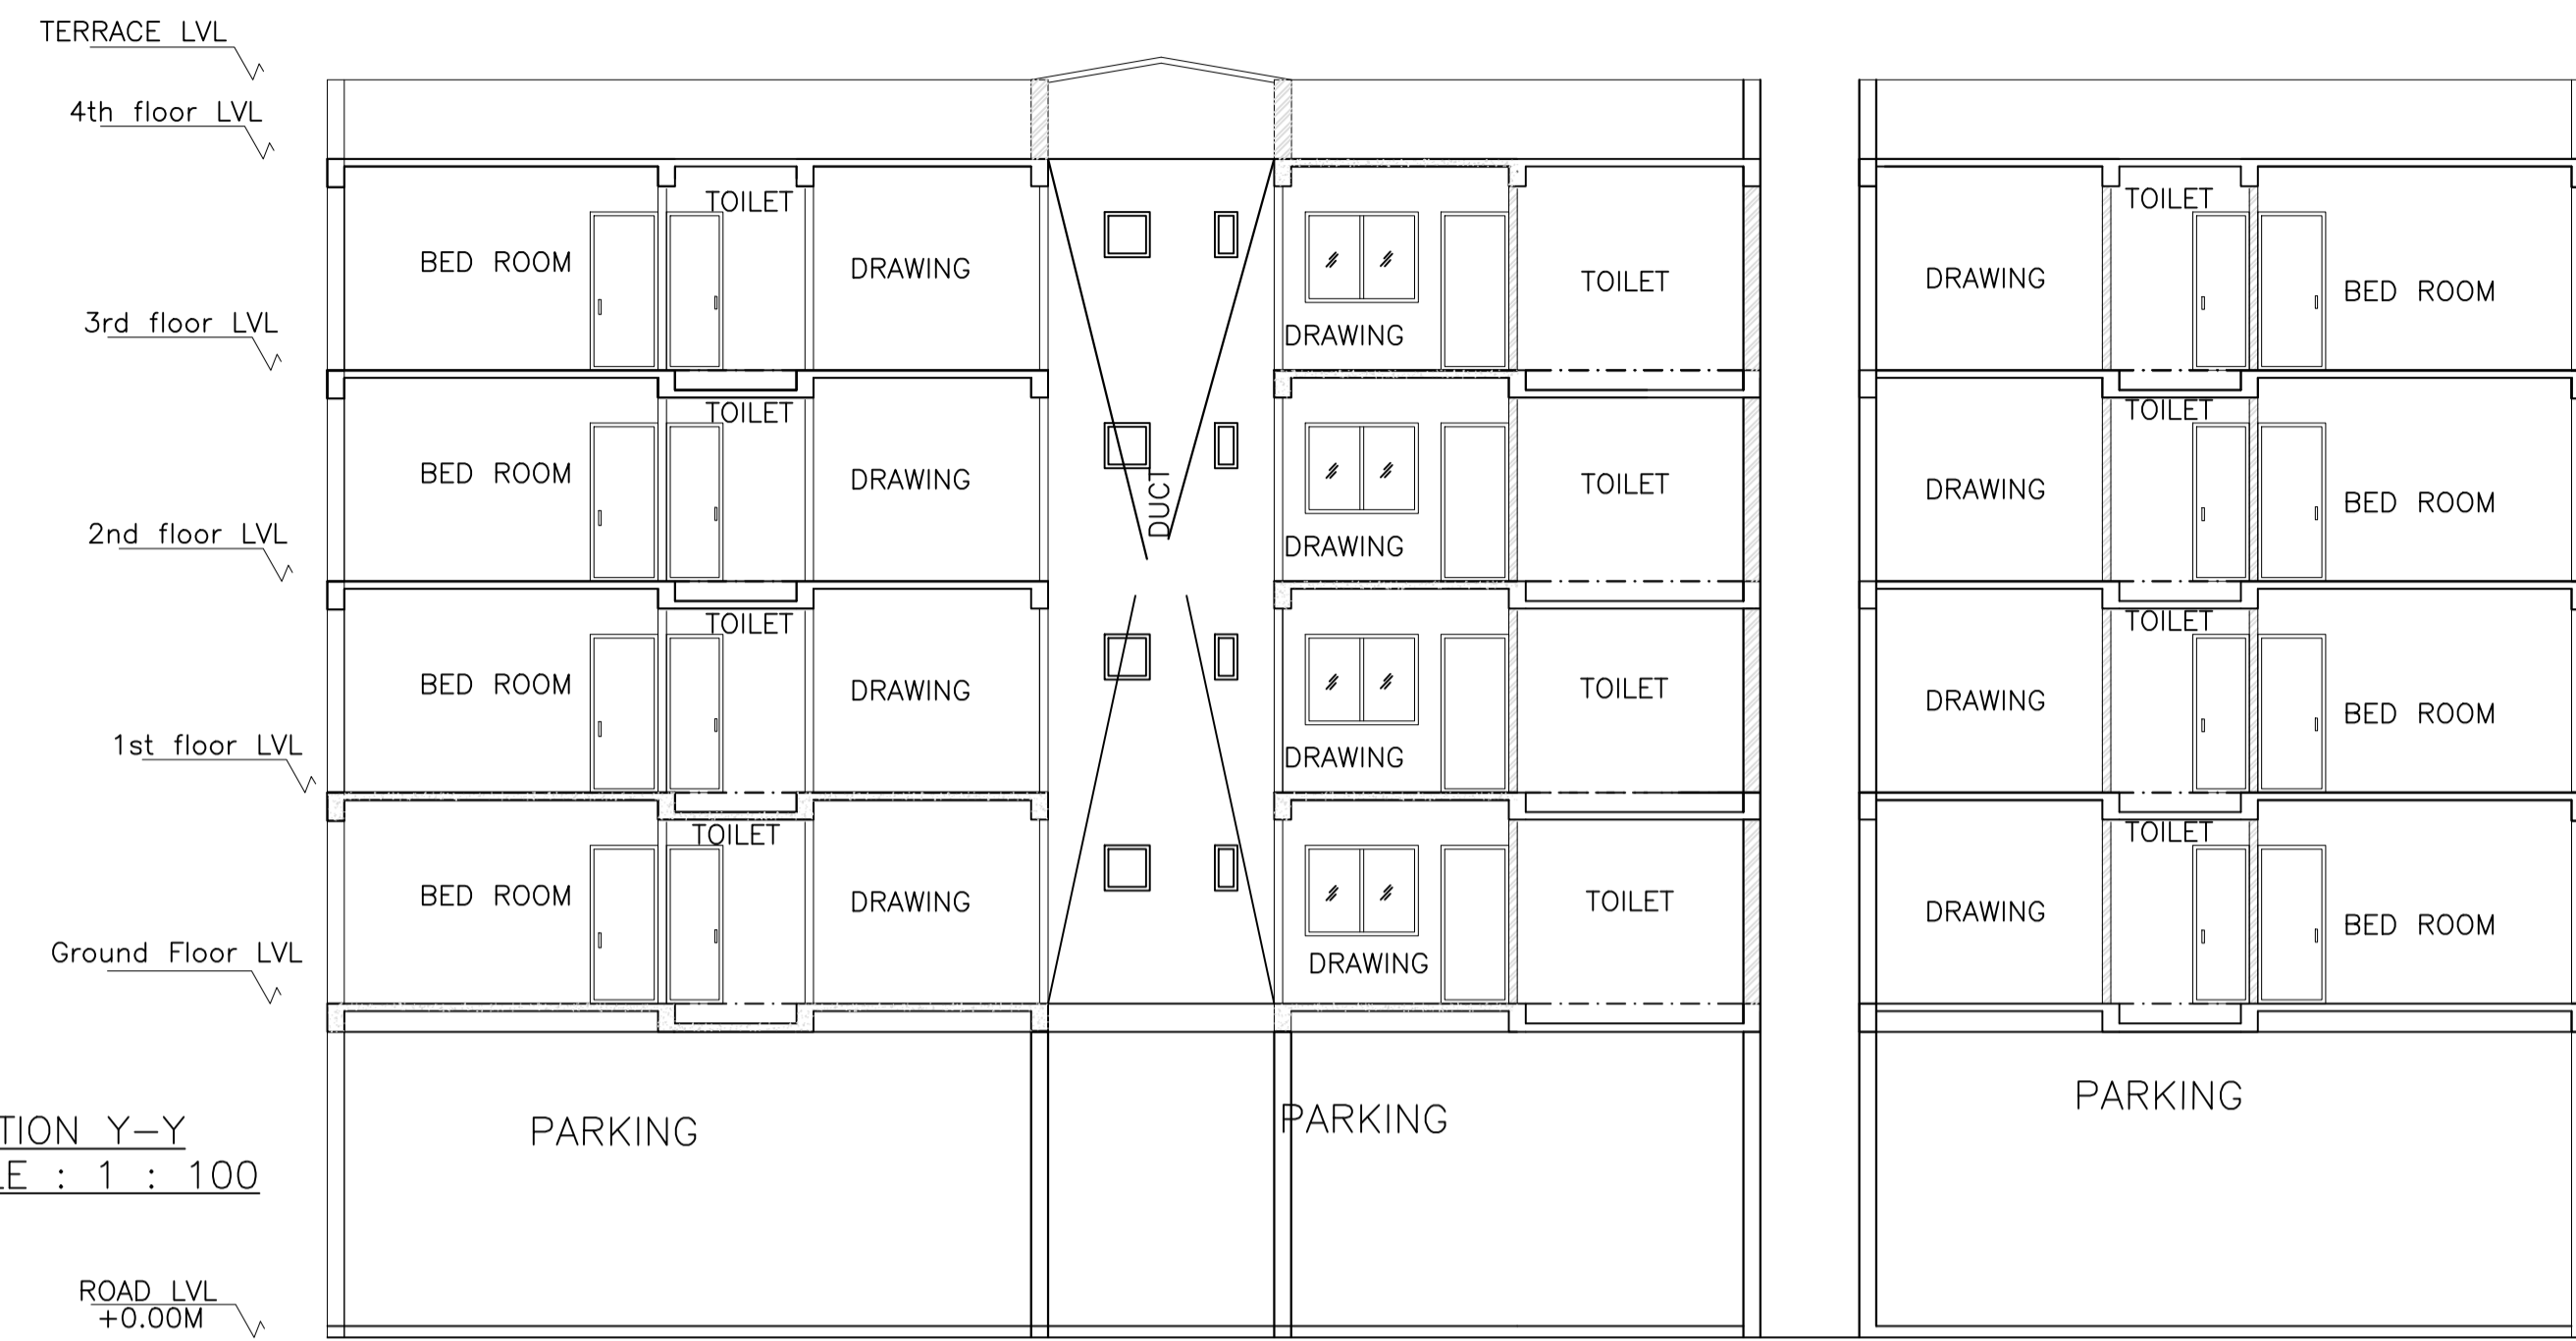 TERRACE LVL
4th floor LVL
TOILET
TOILET
BED ROOM
DRAWING
DRAWING
TOILET
DRAWING
BED ROOM
3rd floor LVL
DRAWING
TOILET
TOILET
BED ROOM
DRAWING
DUCT
TOILET
DRAWING
BED ROOM
2nd floor LVL
DRAWING
TOILET
TOILET
BED ROOM
DRAWING
TOILET
DRAWING
BED ROOM
1st floor LVL
DRAWING
TOILET
TOILET
BED ROOM
DRAWING
TOILET
DRAWING
BED ROOM
Ground Floor LVL
DRAWING
PARKING
PARKING
PARKING
TION Y-Y
LE : 1 : 100
ROAD LVL
+0.00M